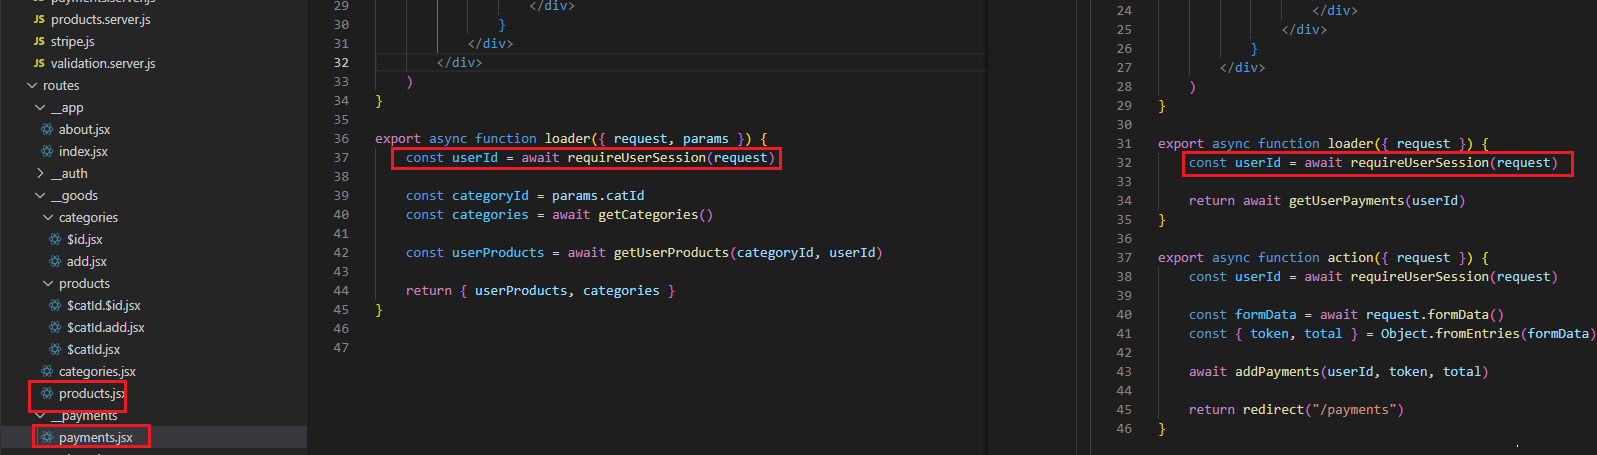 payments.server.js
products.server.js
stripe.js
validation.server.js
routes
__app
about.jsx
index.jsx
__auth
__goods
categories
$id.jsx
add.jsx
products
$catId.$id.jsx
$catId.add.jsx
$catId.jsx
categories.jsx
products.jsx
__payments
payments.jsx
29 </div>
30 }
31 </div>
32 </div>
33 )
34 }
35
36 export async function loader({ request, params }) {
37 const userId = await requireUserSession(request)
38
39 const categoryId = params.catId
40 const categories = await getCategories()
41
42 const userProducts = await getUserProducts(categoryId, userId)
43
44 return { userProducts, categories }
45 }
46
47
24 </div>
25 </div>
26 }
27 </div>
28 )
29 }
30
31 export async function loader({ request }) {
32 const userId = await requireUserSession(request)
33
34 return await getUserPayments(userId)
35 }
36
37 export async function action({ request }) {
38 const userId = await requireUserSession(request)
39
40 const formData = await request.formData()
41 const { token, total } = Object.fromEntries(formData)
42
43 await addPayments(userId, token, total)
44
45 return redirect("/payments")
46 }